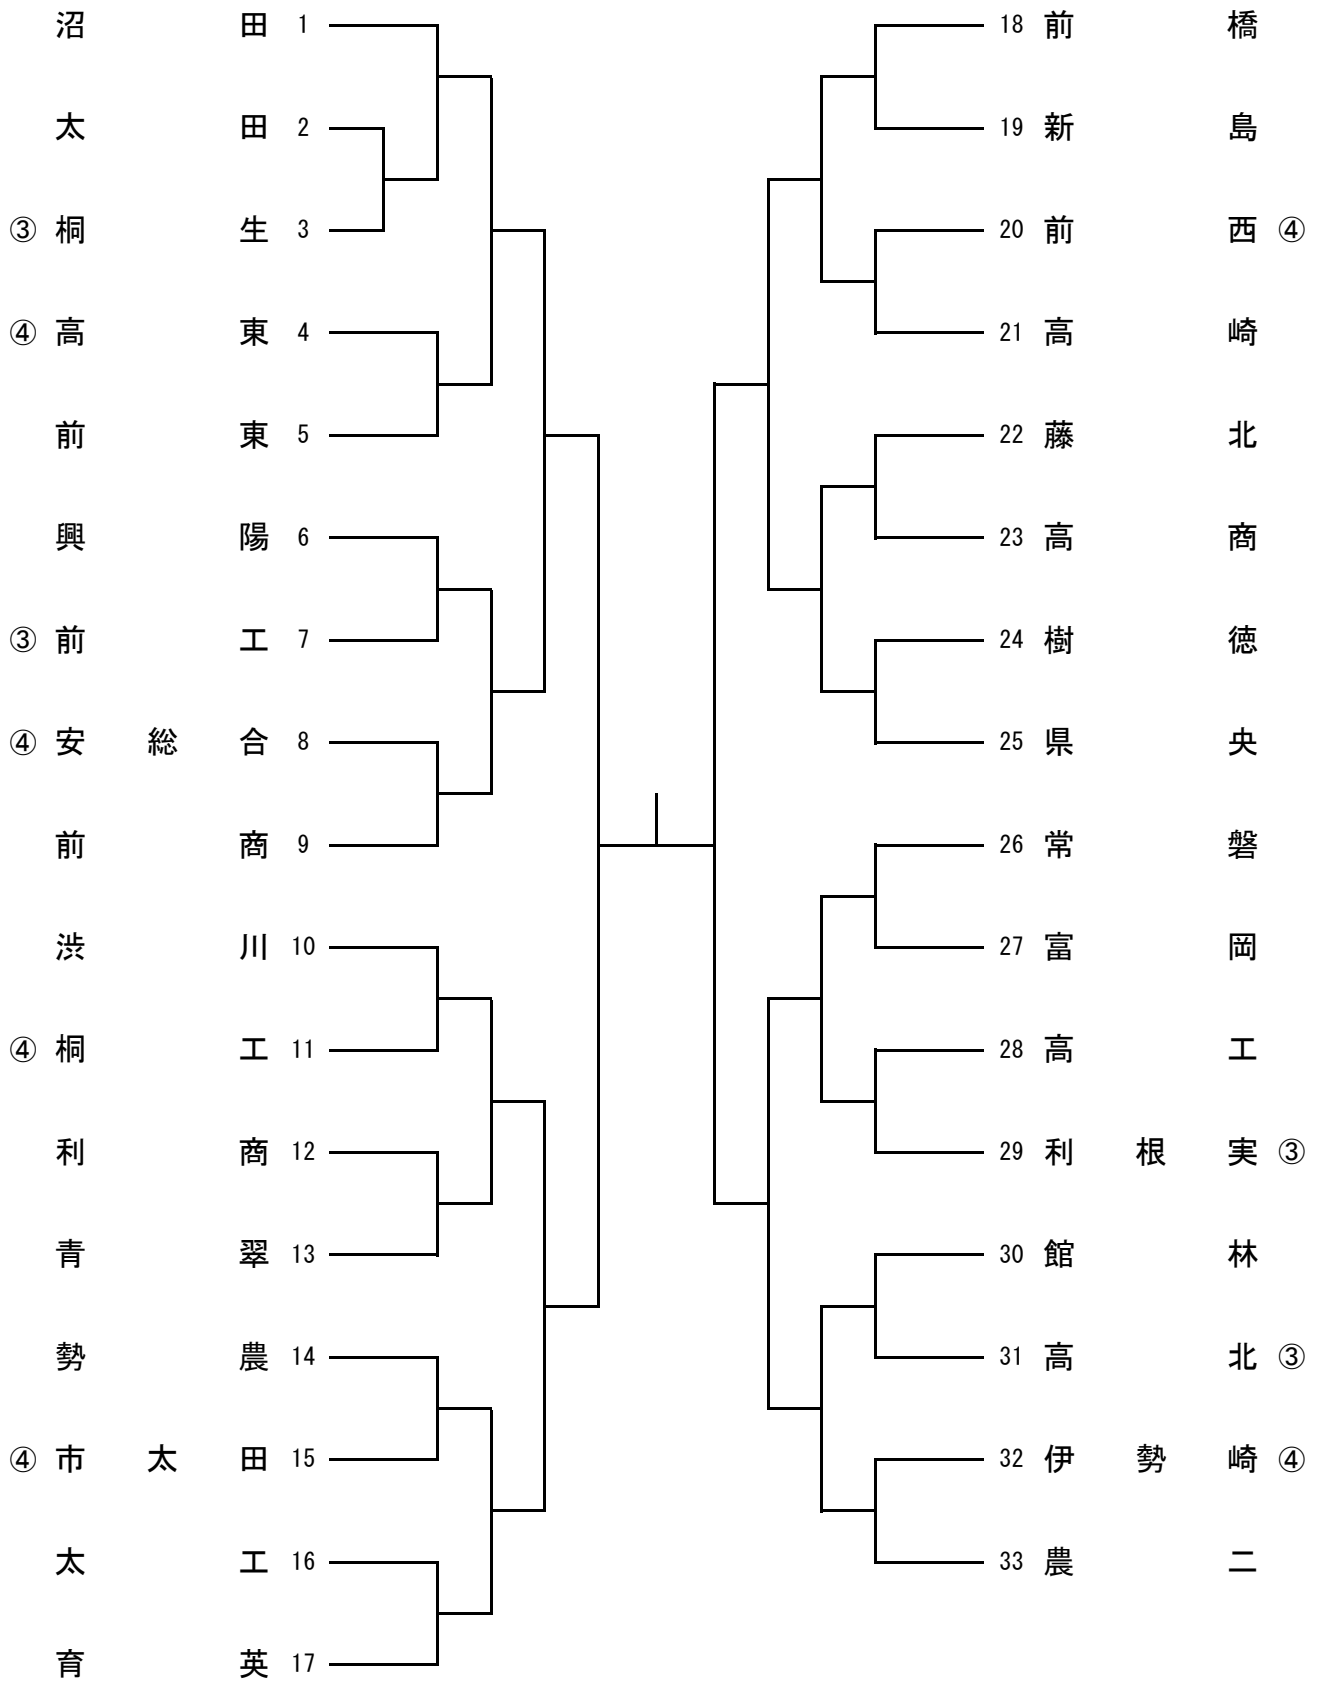 沼田 1
太田 2
③ 桐生 3
④ 高東 4
前東 5
興陽 6
③ 前工 7
④ 安総合 8
前商 9
渋川 10
④ 桐工 11
利商 12
青翠 13
勢農 14
④ 市太田 15
太工 16
育英 17
18 前橋
19 新島
20 前西 ④
21 高崎
22 藤北
23 高商
24 樹徳
25 県央
26 常磐
27 富岡
28 高工
29 利根実 ③
30 館林
31 高北 ③
32 伊勢崎 ④
33 農二